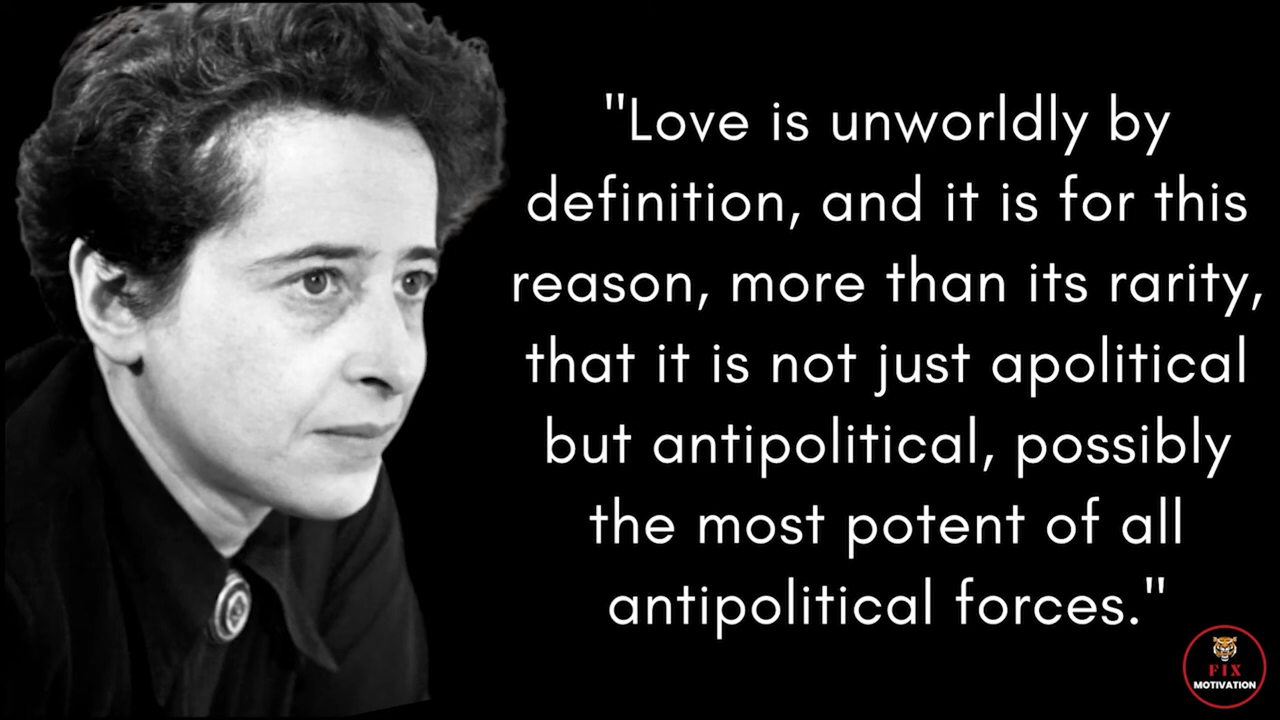 "Love is unworldly by
definition, and it is for this
reason, more than its rarity,
that it is not just apolitical
but antipolitical, possibly
the most potent of all
antipolitical forces."
FIX
MOTIVATION